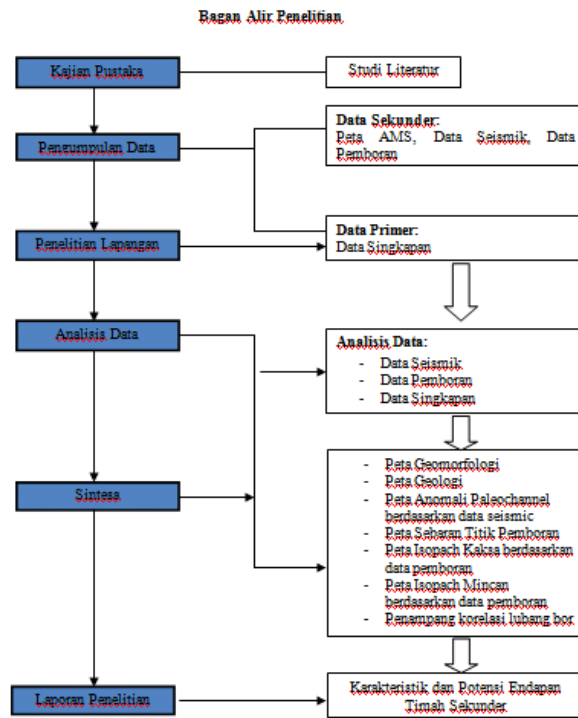 Bagan Alir Penelitian
Kajian Pustaka
Studi Literatur
Pengumpulan Data
Data Sekunder:
Peta AMS, Data Seismik, Data
Pemboran
Penelitian Lapangan
Data Primer:
Data Singkapan
Analisis Data
Analisis Data:
- Data Seismik
- Data Pemboran
- Data Singkapan
Sintesa
- Peta Geomorfologi
- Peta Geologi
- Peta Anomali Paleochannel
berdasarkan data seismic
- Peta Sebaran Titik Pemboran
- Peta Isopach Kaksa berdasarkan
data pemboran
- Peta Isopach Mincan
berdasarkan data pemboran
- Penampang korelasi lubang bor
Laporan Penelitian
Karakteristik dan Potensi Endapan
Timah Sekunder